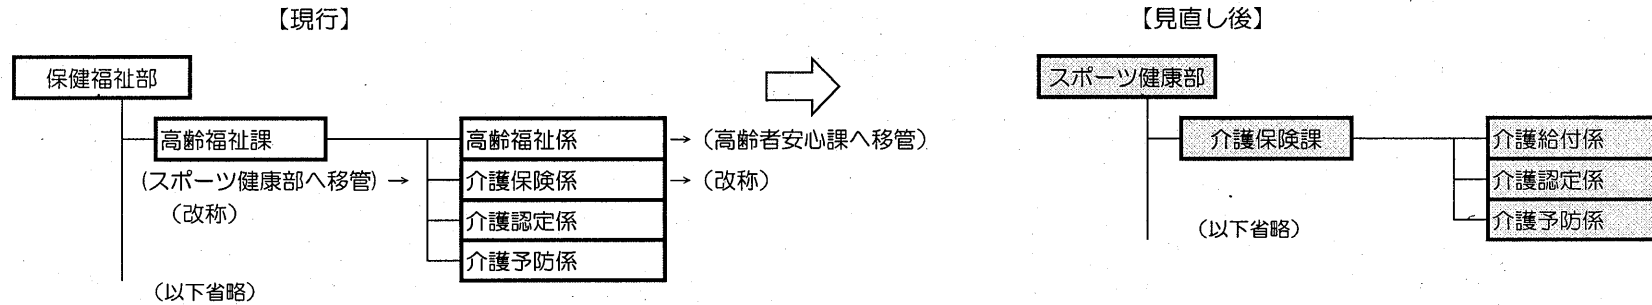 【現行】
保健福祉部
高齢福祉課
(スポーツ健康部へ移管) →
(改称)
高齢福祉係 → (高齢者安心課へ移管)
介護保険係 → (改称)
介護認定係
介護予防係
(以下省略)
【見直し後】
スポーツ健康部
介護保険課
介護給付係
介護認定係
介護予防係
(以下省略)